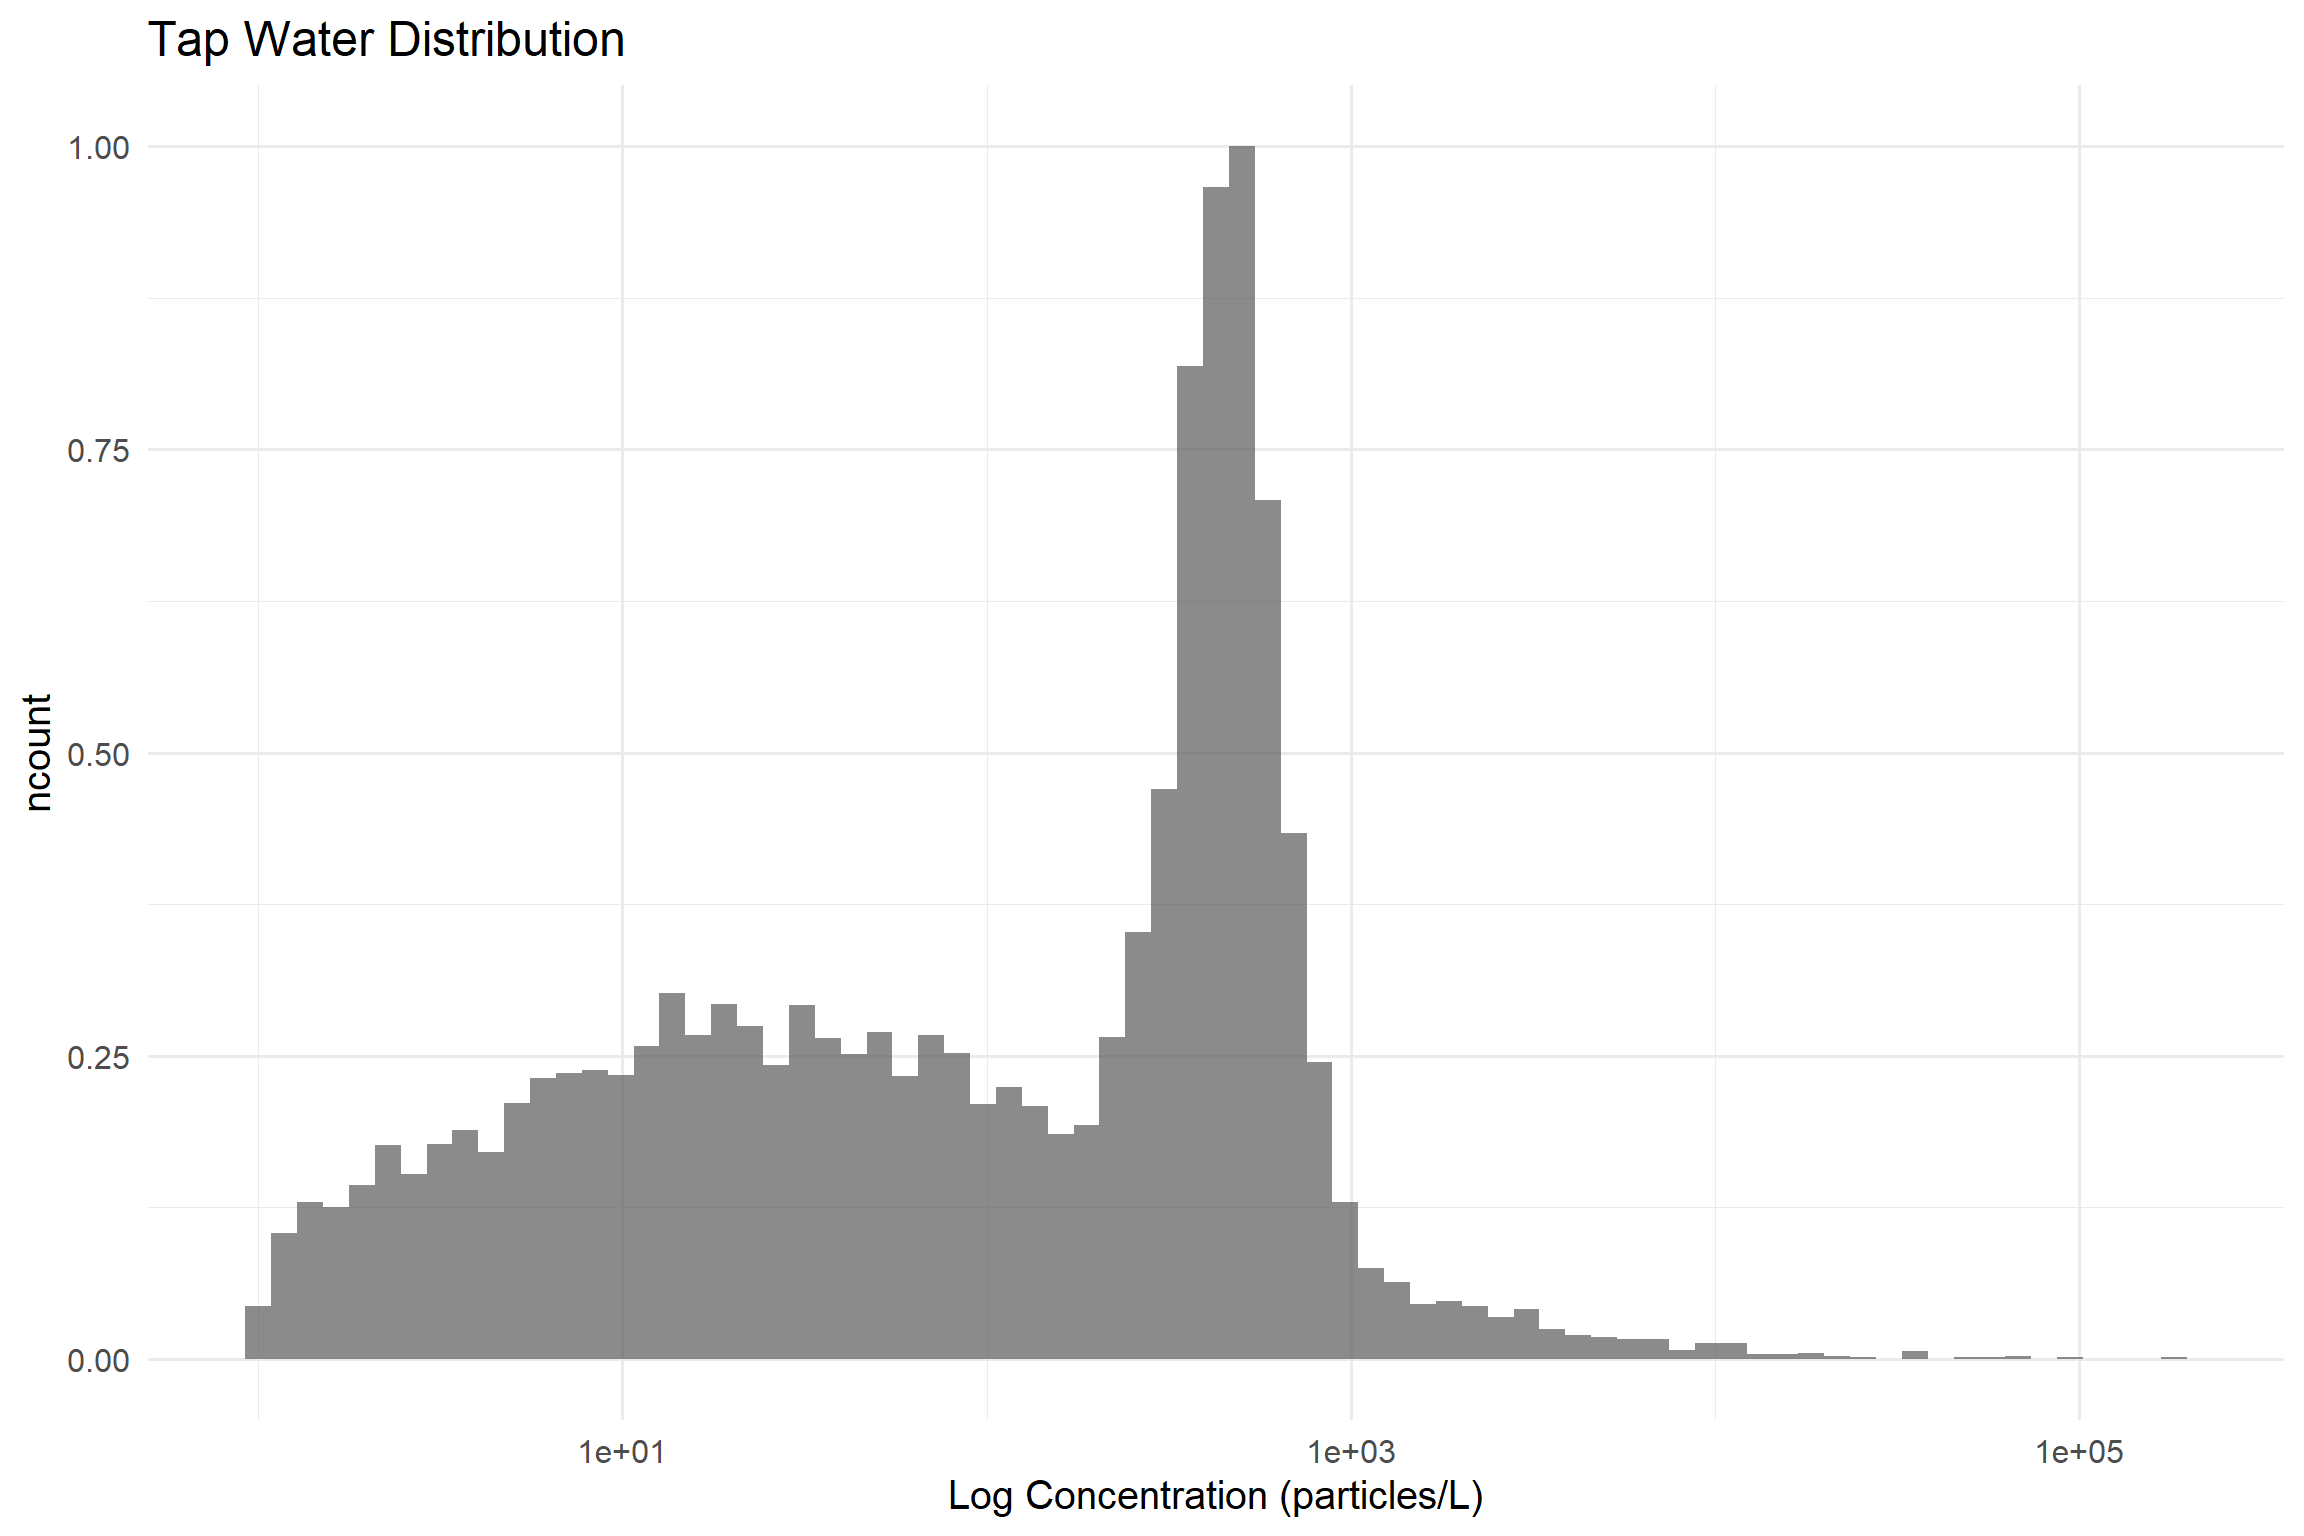 Tap Water Distribution
1.00
0.75
0.50
0.25
0.00
ncount
1e+01 1e+03 1e+05
Log Concentration (particles/L)